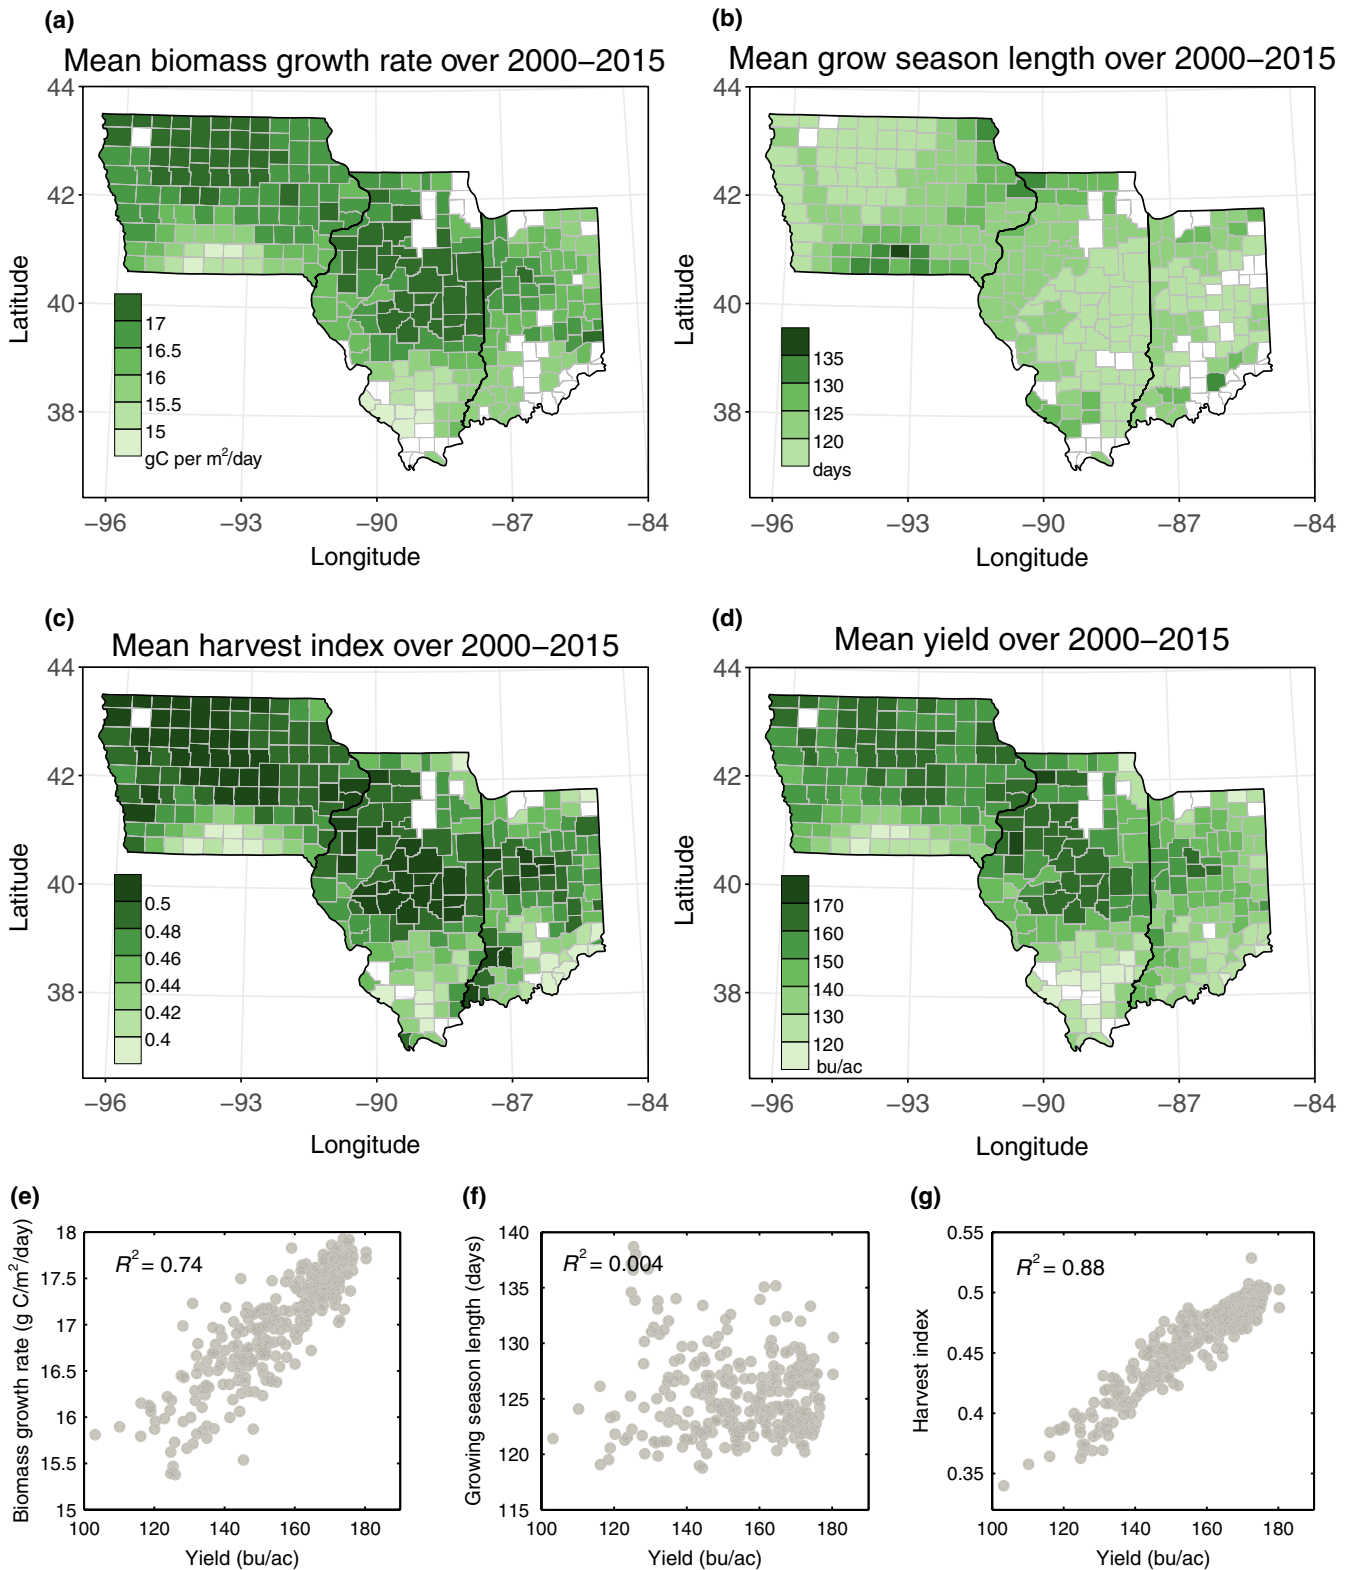 (a)
Mean biomass growth rate over 2000−2015
44
42
40
38
Latitude
17
16.5
16
15.5
15
gC per m²/day
−96
−93
−90
−87
−84
Longitude
(b)
Mean grow season length over 2000−2015
44
42
40
38
Latitude
135
130
125
120
days
−96
−93
−90
−87
−84
Longitude
(c)
Mean harvest index over 2000−2015
44
42
40
38
Latitude
0.5
0.48
0.46
0.44
0.42
0.4
−96
−93
−90
−87
−84
Longitude
(d)
Mean yield over 2000−2015
44
42
40
38
Latitude
170
160
150
140
130
120
bu/ac
−96
−93
−90
−87
−84
Longitude
(e)
Biomass growth rate (g C/m²/day)
18
17.5
17
16.5
16
15.5
15
R² = 0.74
100
120
140
160
180
Yield (bu/ac)
(f)
Growing season length (days)
140
135
130
125
120
115
R² = 0.004
100
120
140
160
180
Yield (bu/ac)
(g)
Harvest index
0.55
0.5
0.45
0.4
0.35
R² = 0.88
100
120
140
160
180
Yield (bu/ac)